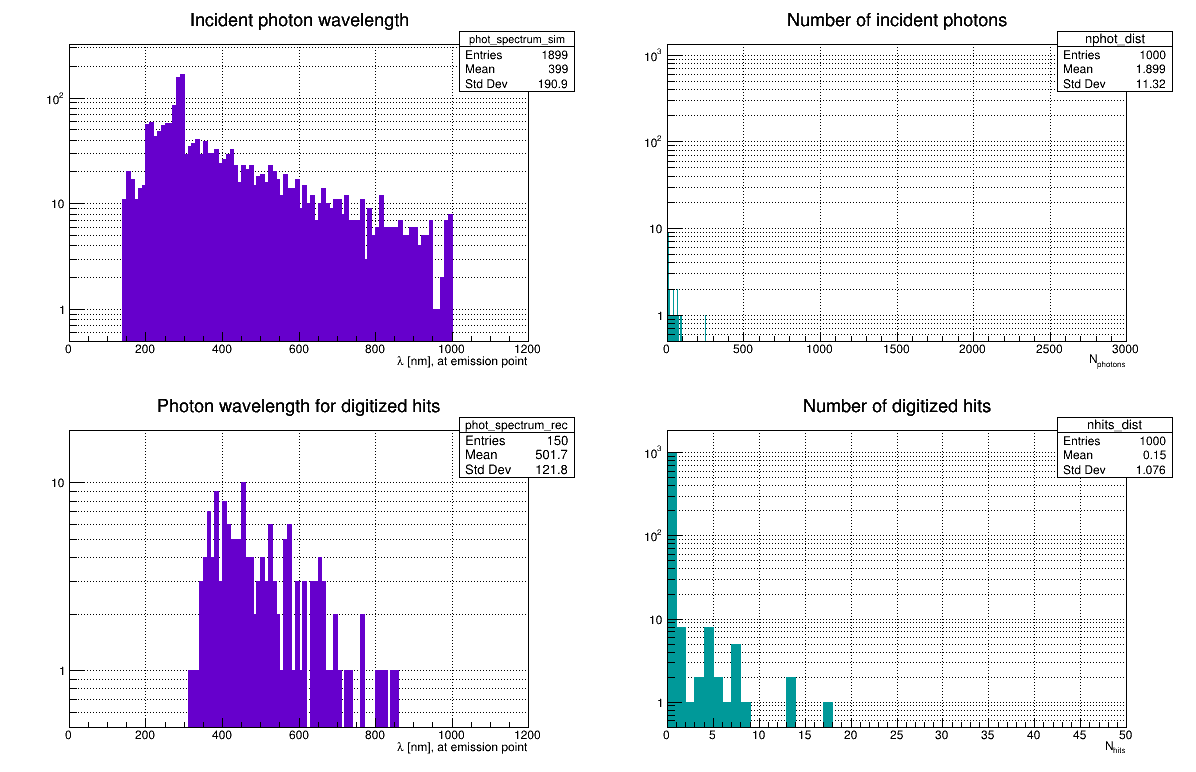 Incident photon wavelength
phot_spectrum_sim
Entries 1899
Mean 399
Std Dev 190.9
10²
10
1
0 200 400 600 800 1000 1200
λ [nm], at emission point
Number of incident photons
nphot_dist
Entries 1000
Mean 1.899
Std Dev 11.32
10³
10²
10
1
0 500 1000 1500 2000 2500 3000
Nphotons
Photon wavelength for digitized hits
phot_spectrum_rec
Entries 150
Mean 501.7
Std Dev 121.8
10
1
0 200 400 600 800 1000 1200
λ [nm], at emission point
Number of digitized hits
nhits_dist
Entries 1000
Mean 0.15
Std Dev 1.076
10³
10²
10
1
0 5 10 15 20 25 30 35 40 45 50
Nhits